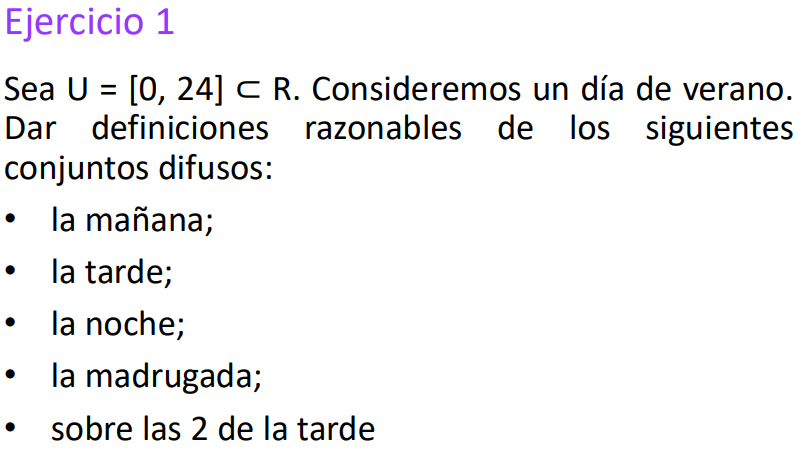 Ejercicio 1
Sea U = [0, 24] ⊂ R. Consideremos un día de verano.
Dar definiciones razonables de los siguientes
conjuntos difusos:
• la mañana;
• la tarde;
• la noche;
• la madrugada;
• sobre las 2 de la tarde